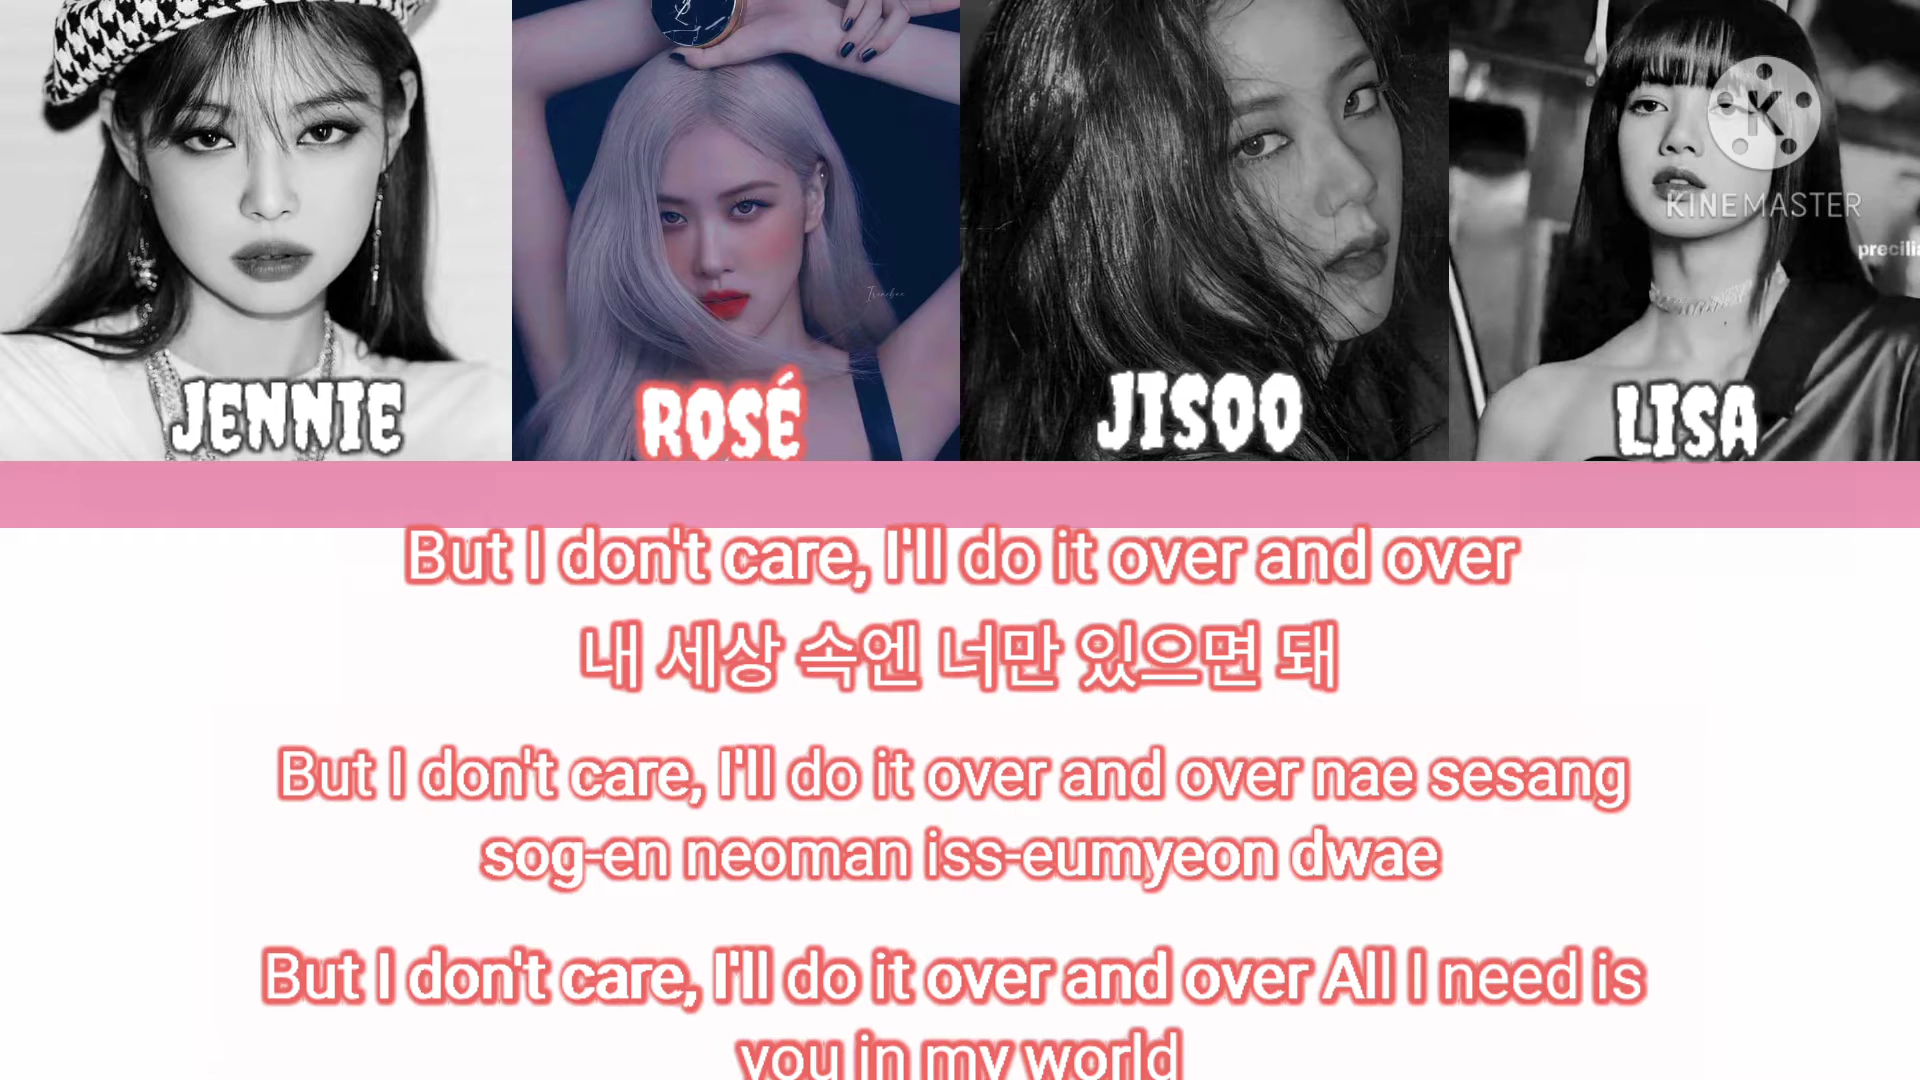 JENNIE
ROSÉ
JISOO
LISA
K
KINEMASTER
precilia
But I don't care, I'll do it over and over
내 세상 속엔 너만 있으면 돼
But I don't care, I'll do it over and over nae sesang
sog-en neoman iss-eumyeon dwae
But I don't care, I'll do it over and over All I need is
you in my world